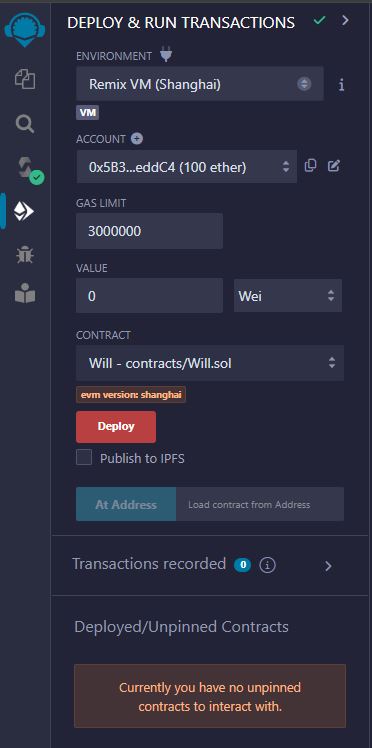 DEPLOY & RUN TRANSACTIONS
ENVIRONMENT
Remix VM (Shanghai)
VM
ACCOUNT
0x5B3...eddC4 (100 ether)
GAS LIMIT
3000000
VALUE
0 Wei
CONTRACT
Will - contracts/Will.sol
evm version: shanghai
Deploy
Publish to IPFS
At Address Load contract from Address
Transactions recorded 0
Deployed/Unpinned Contracts
Currently you have no unpinned
contracts to interact with.